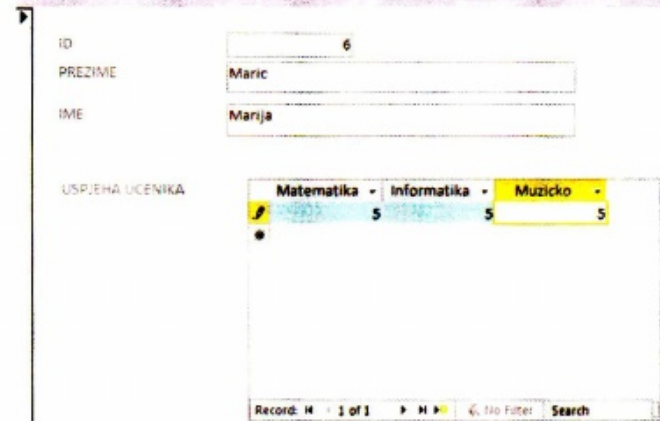 ID 6
PREZIME Maric
IME Marija
USPJEHA UCENIKA
Matematika Informatika Muzicko
5 5 5
Record: 1 of 1 No Filter Search